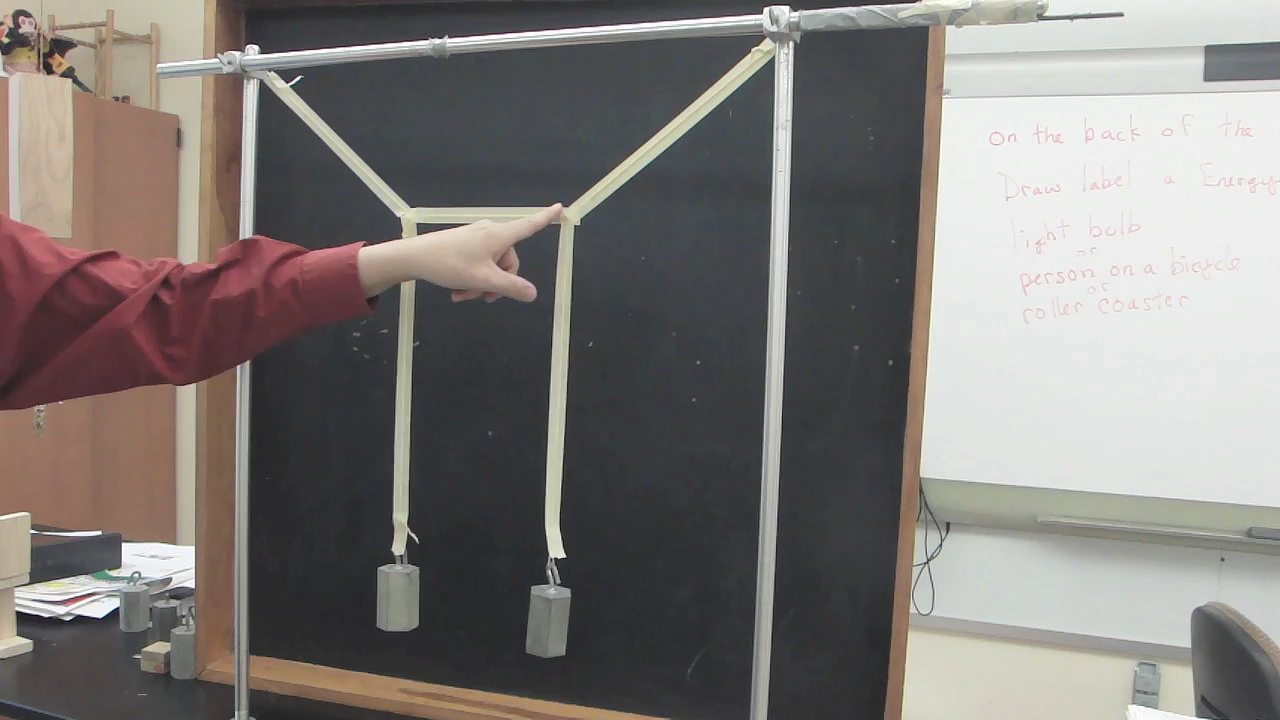 on the back of the
Draw label a Energy
light bulb
or
person on a bicycle
or
roller coaster